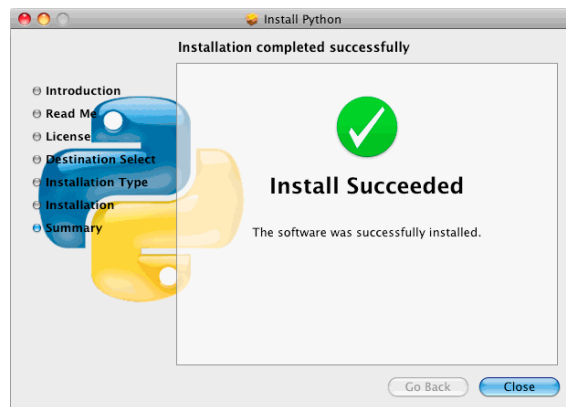 Install Python
Installation completed successfully
Introduction
Read Me
License
Destination Select
Installation Type
Installation
Summary
Install Succeeded
The software was successfully installed.
Go Back
Close